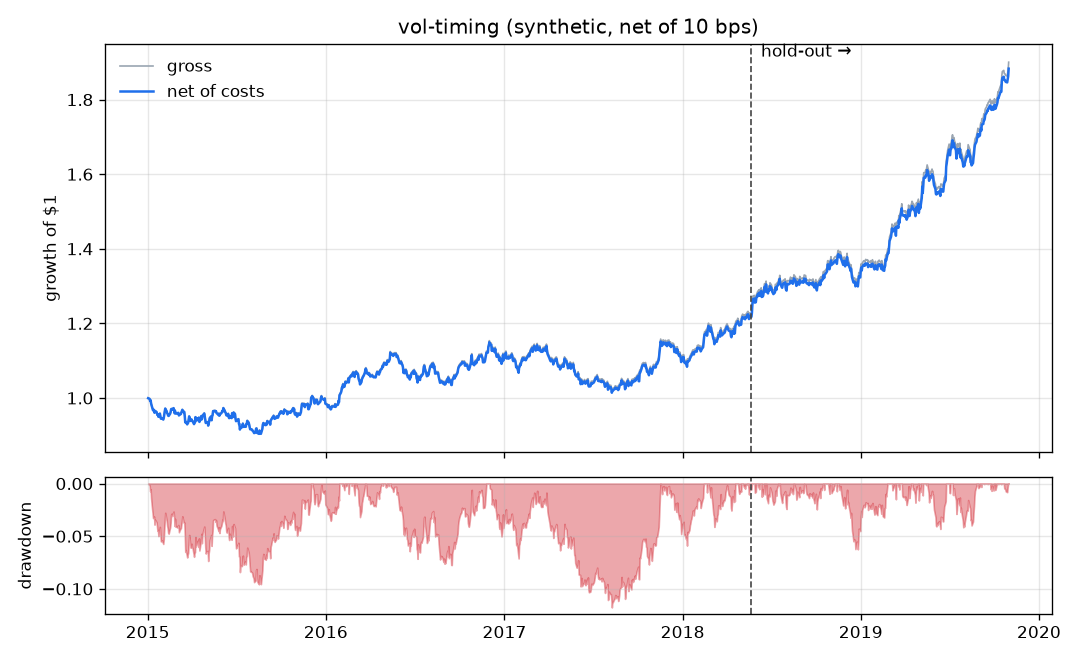 vol-timing (synthetic, net of 10 bps)
hold-out →
gross
net of costs
growth of $1
1.8
1.6
1.4
1.2
1.0
drawdown
0.00
−0.05
−0.10
2015 2016 2017 2018 2019 2020